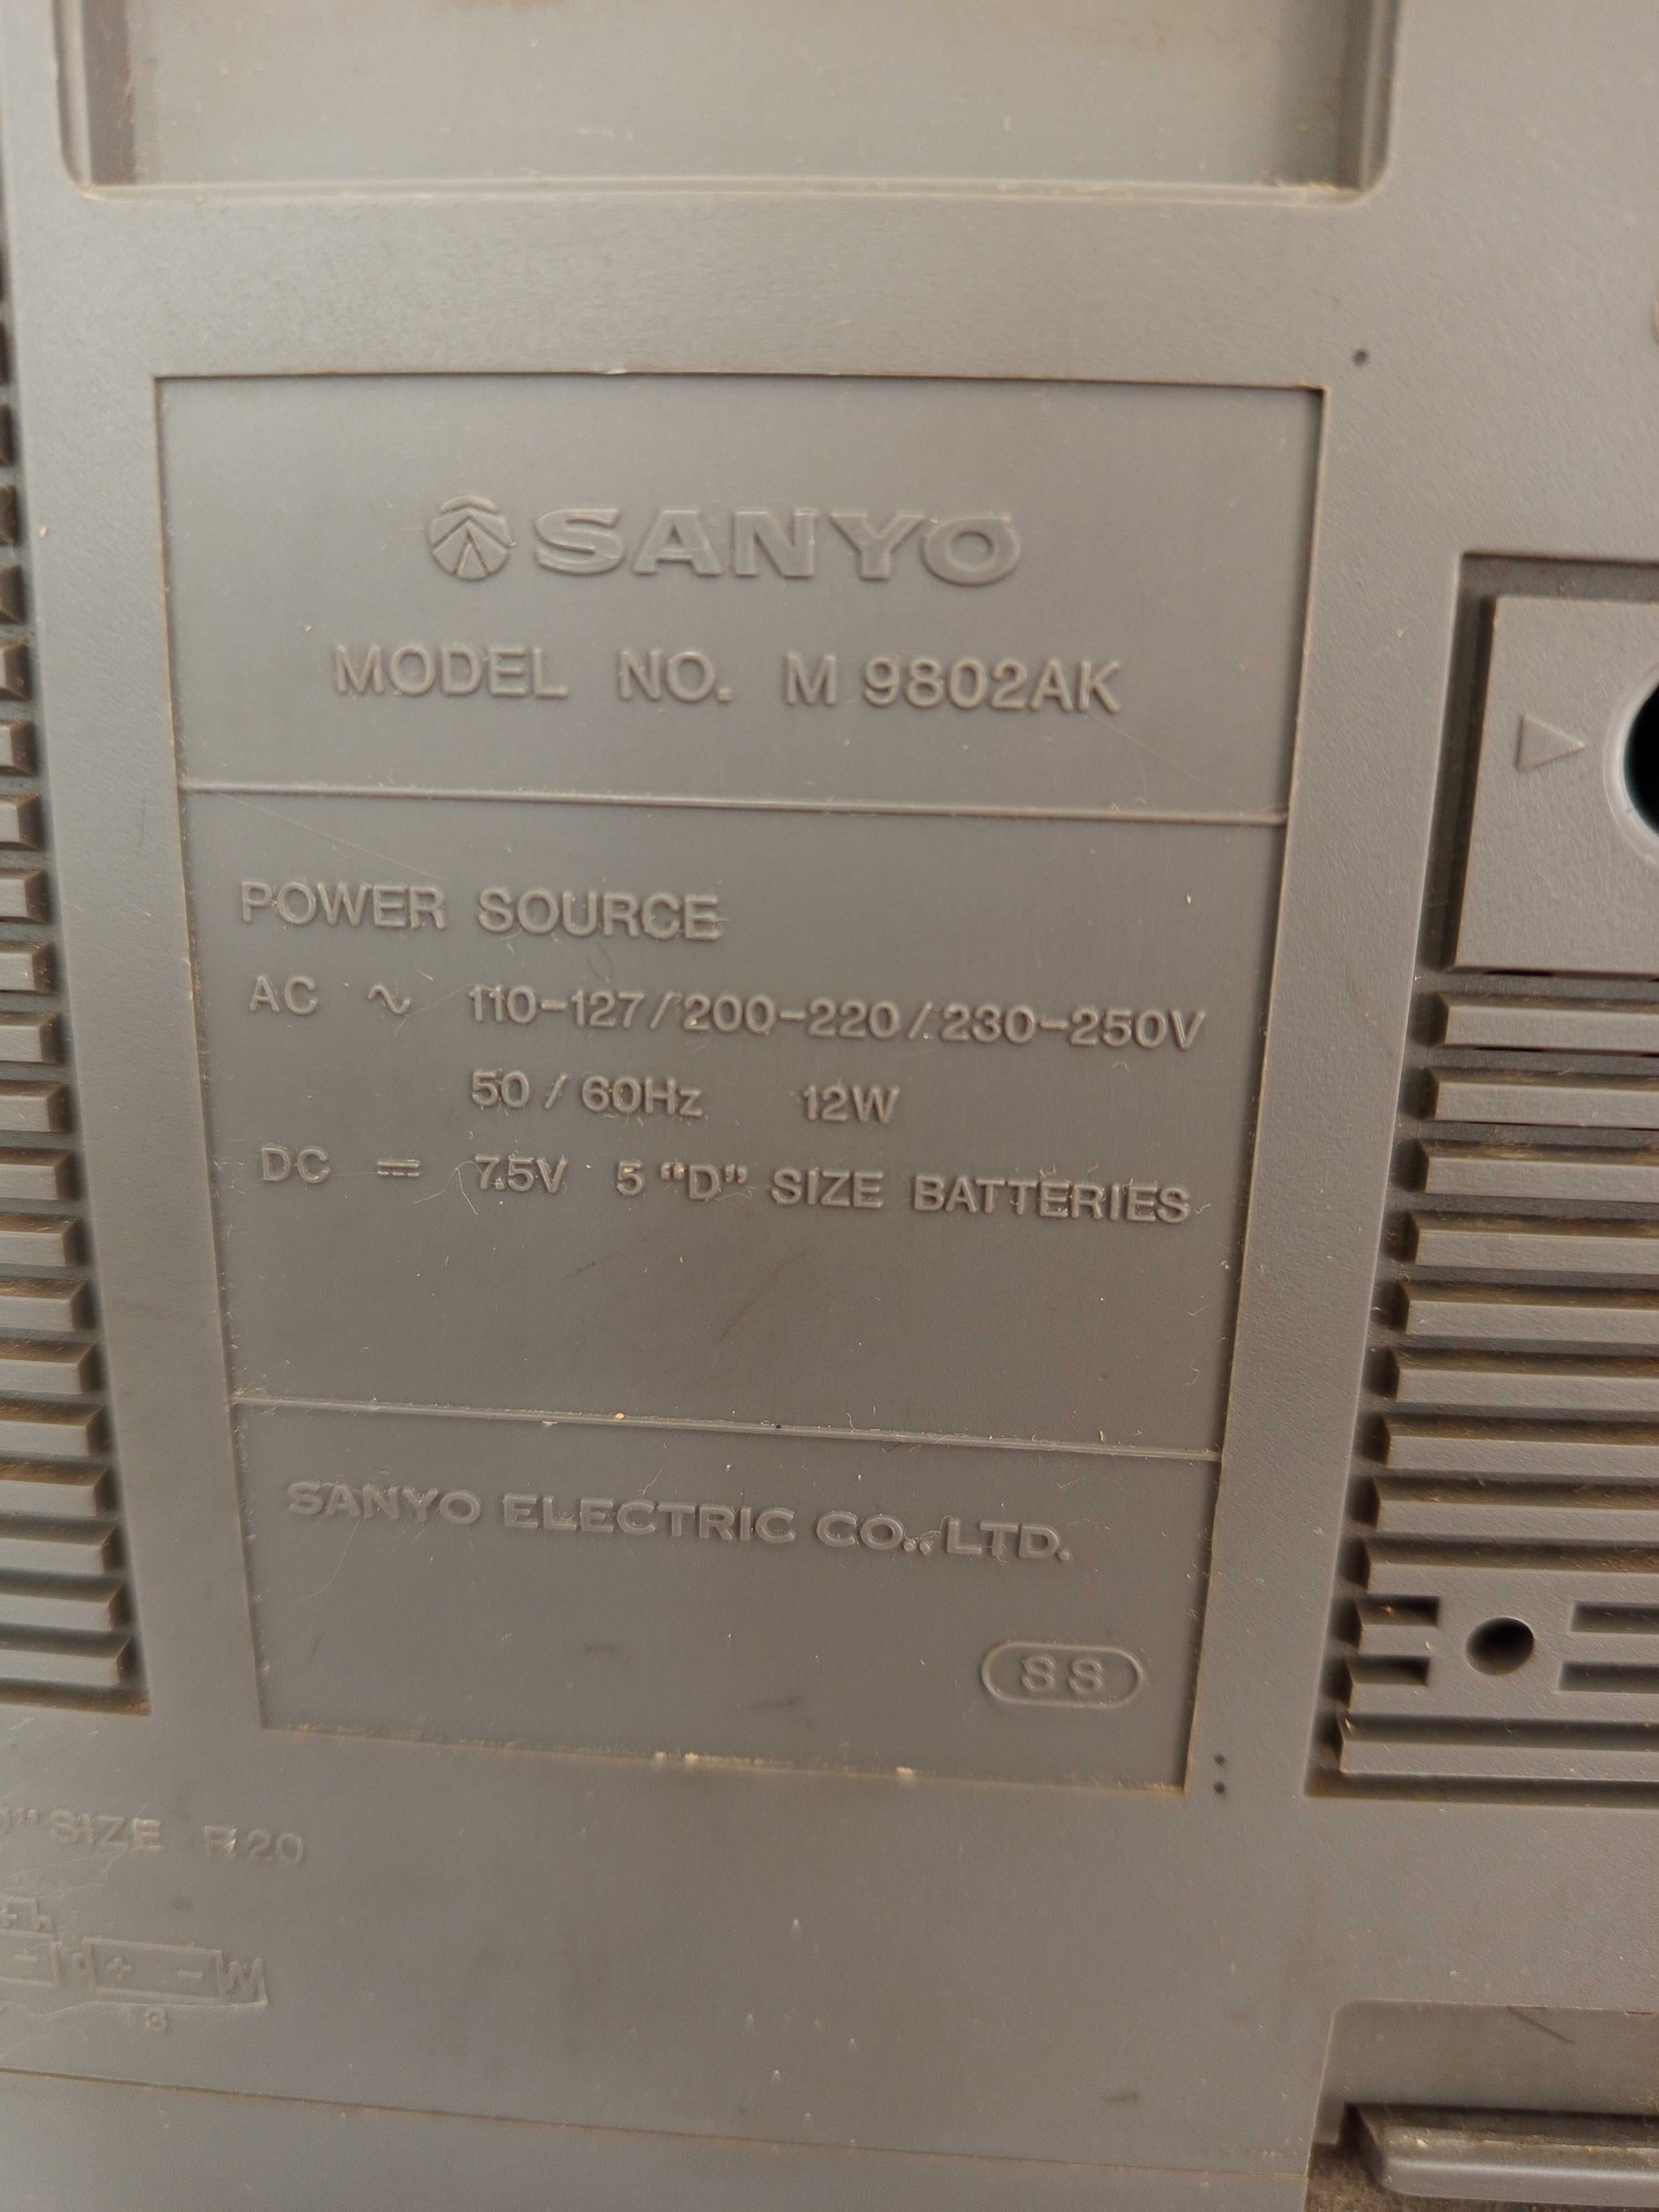 SANYO
MODEL NO. M 9802AK
POWER SOURCE
AC ∿ 110-127/200-220/230-250V
50/60Hz 12W
DC ⎓ 7.5V 5 "D" SIZE BATTERIES
SANYO ELECTRIC CO., LTD.
SS
D" SIZE R20
+ -